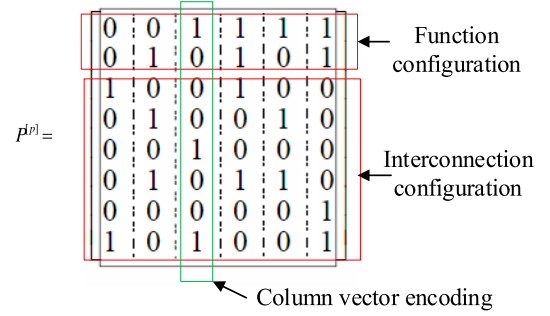 0 0 1 1 1 1
0 1 0 1 0 1
Function
configuration
1 0 0 1 0 0
0 1 0 0 1 0
P[p] =
0 0 1 0 0 0
Interconnection
configuration
0 1 0 1 1 0
0 0 0 0 0 1
1 0 1 0 0 1
Column vector encoding